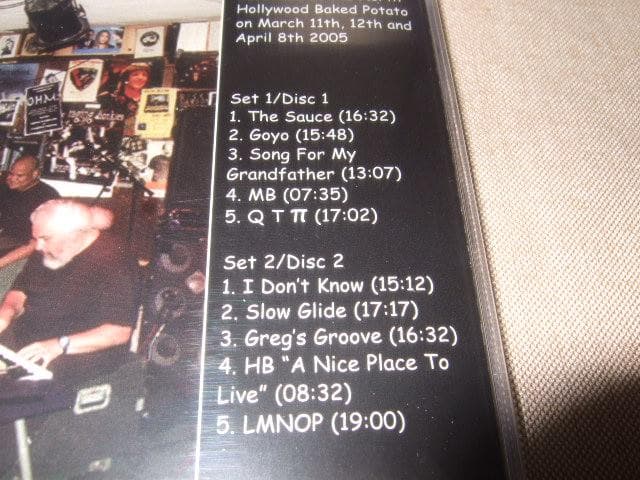 Hollywood Baked Potato
on March 11th, 12th and
April 8th 2005
Set 1/Disc 1
1. The Sauce (16:32)
2. Goyo (15:48)
3. Song For My
Grandfather (13:07)
4. MB (07:35)
5. Q T π (17:02)
Set 2/Disc 2
1. I Don't Know (15:12)
2. Slow Glide (17:17)
3. Greg's Groove (16:32)
4. HB “A Nice Place To
Live” (08:32)
5. LMNOP (19:00)
OHM